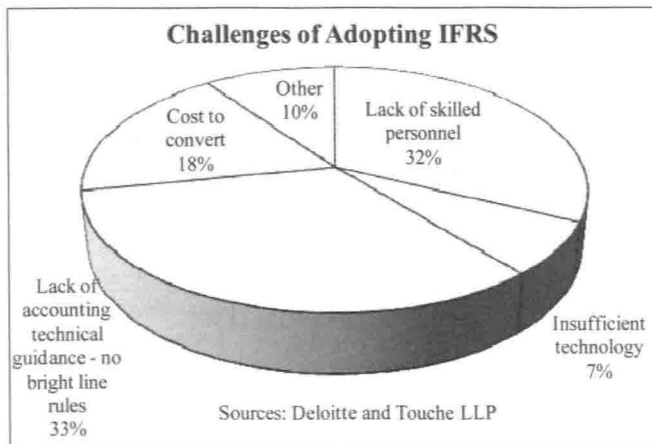 Challenges of Adopting IFRS
Other
10%
Lack of skilled
personnel
32%
Cost to
convert
18%
Lack of
accounting
technical
guidance - no
bright line
rules
33%
Insufficient
technology
7%
Sources: Deloitte and Touche LLP